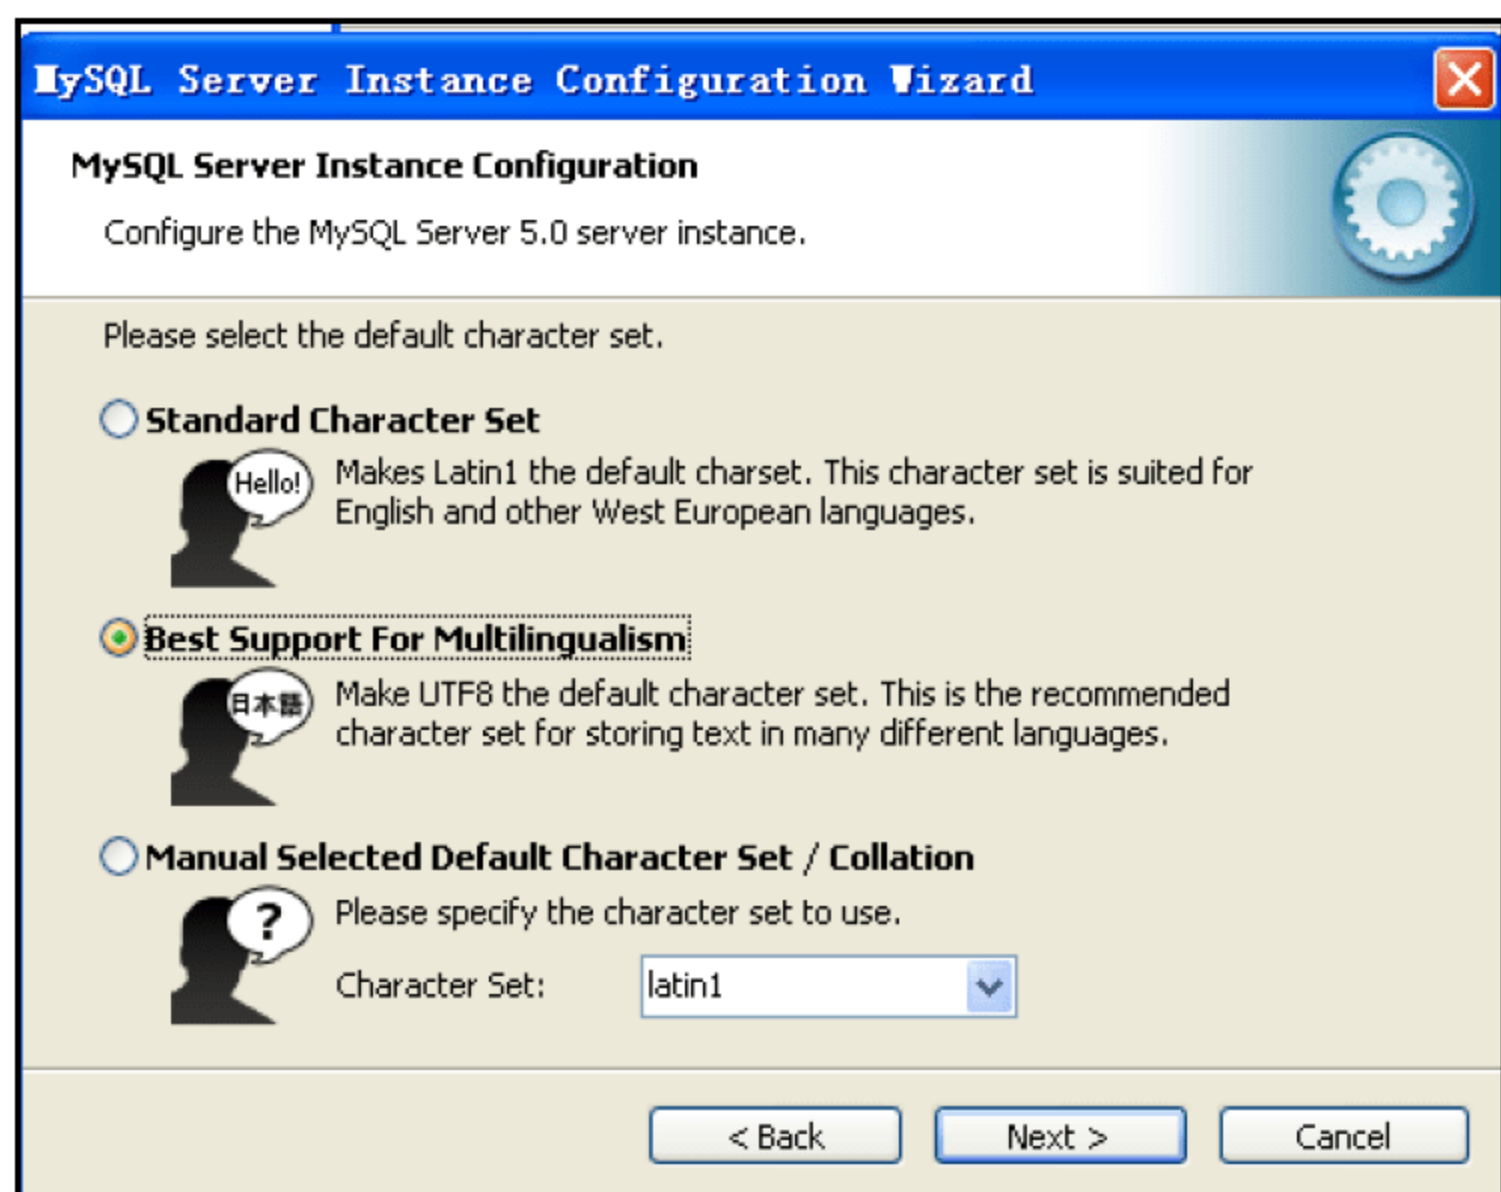 MySQL Server Instance Configuration Wizard
MySQL Server Instance Configuration
Configure the MySQL Server 5.0 server instance.
Please select the default character set.
Standard Character Set
Hello!
Makes Latin1 the default charset. This character set is suited for
English and other West European languages.
Best Support For Multilingualism
日本語
Make UTF8 the default character set. This is the recommended
character set for storing text in many different languages.
Manual Selected Default Character Set / Collation
?
Please specify the character set to use.
Character Set: latin1
< Back Next > Cancel